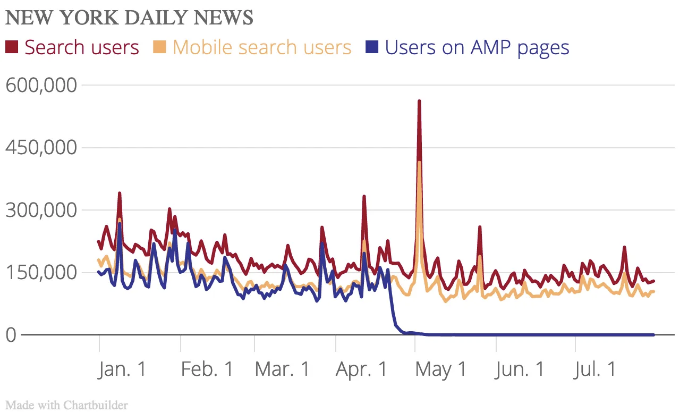 NEW YORK DAILY NEWS
Search users Mobile search users Users on AMP pages
600,000
450,000
300,000
150,000
0
Jan. 1 Feb. 1 Mar. 1 Apr. 1 May 1 Jun. 1 Jul. 1
Made with Chartbuilder